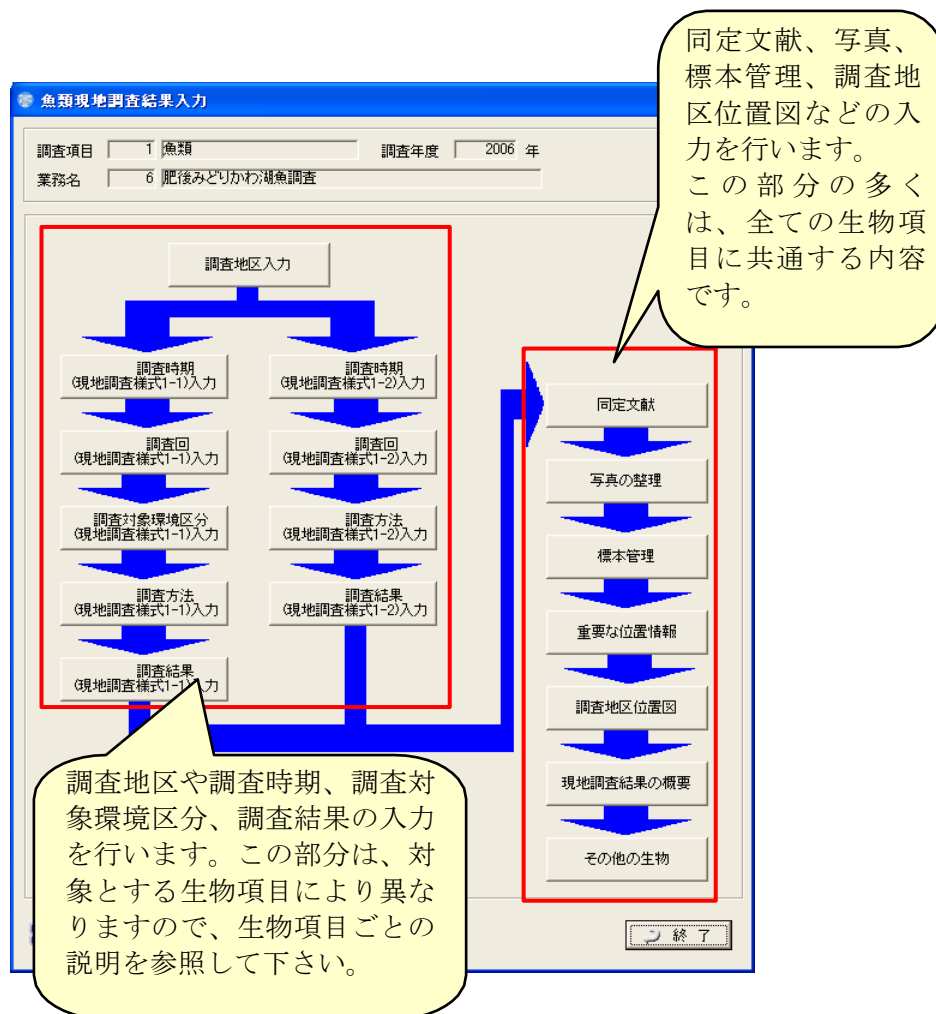 同定文献、写真、
標本管理、調査地
区位置図などの入
力を行います。
この部分の多く
は、全ての生物項
目に共通する内容
です。
魚類現地調査結果入力
調査項目 1 魚類 調査年度 2006 年
業務名 6 肥後みどりかわ湖魚調査
調査地区入力
調査時期
(現地調査様式1-1)入力
調査回
(現地調査様式1-1)入力
調査対象環境区分
(現地調査様式1-1)入力
調査方法
(現地調査様式1-1)入力
調査結果
(現地調査様式1-1)入力
調査時期
(現地調査様式1-2)入力
調査回
(現地調査様式1-2)入力
調査方法
(現地調査様式1-2)入力
調査結果
(現地調査様式1-2)入力
同定文献
写真の整理
標本管理
重要な位置情報
調査地区位置図
現地調査結果の概要
その他の生物
調査地区や調査時期、調査対
象環境区分、調査結果の入力
を行います。この部分は、対
象とする生物項目により異な
りますので、生物項目ごとの
説明を参照して下さい。
終了